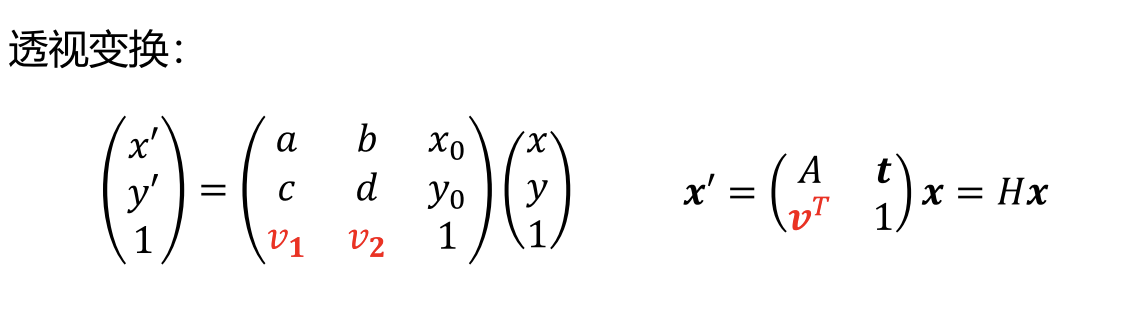 透视变换：
(x′ y′ 1) = (a b x₀ c d y₀ v₁ v₂ 1) (x y 1)
x′ = (A t vᵀ 1) x = Hx